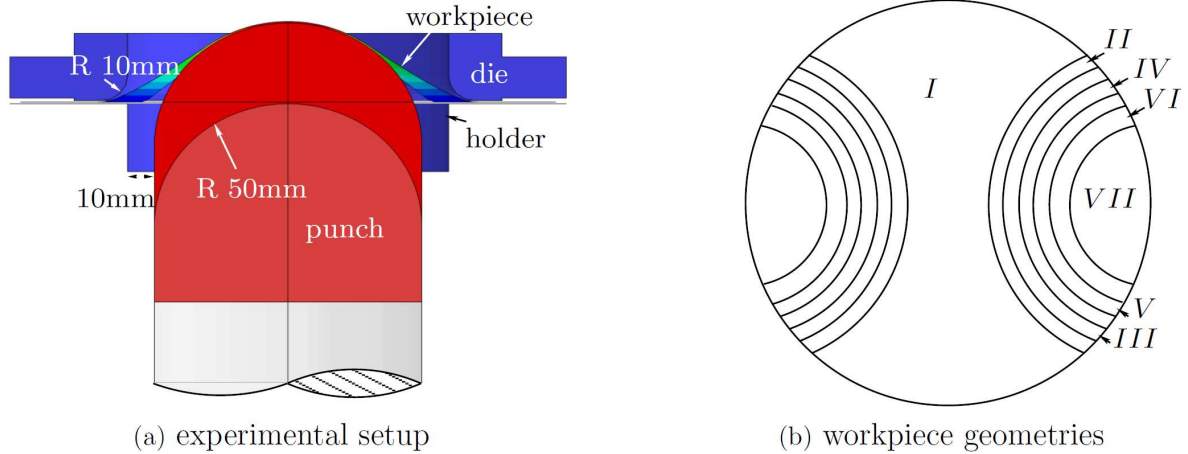 workpiece
R 10mm
die
holder
10mm
R 50mm
punch
(a) experimental setup
II
IV
I
VI
VII
V
III
(b) workpiece geometries